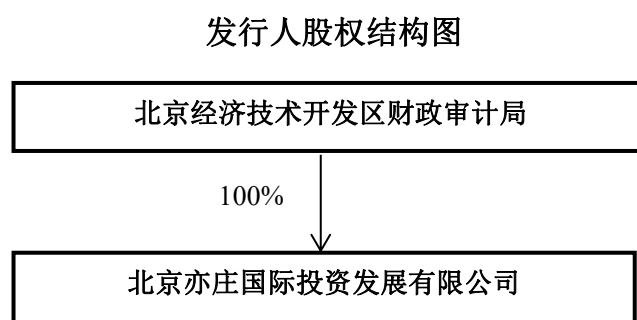 发行人股权结构图
北京经济技术开发区财政审计局
100%
北京亦庄国际投资发展有限公司